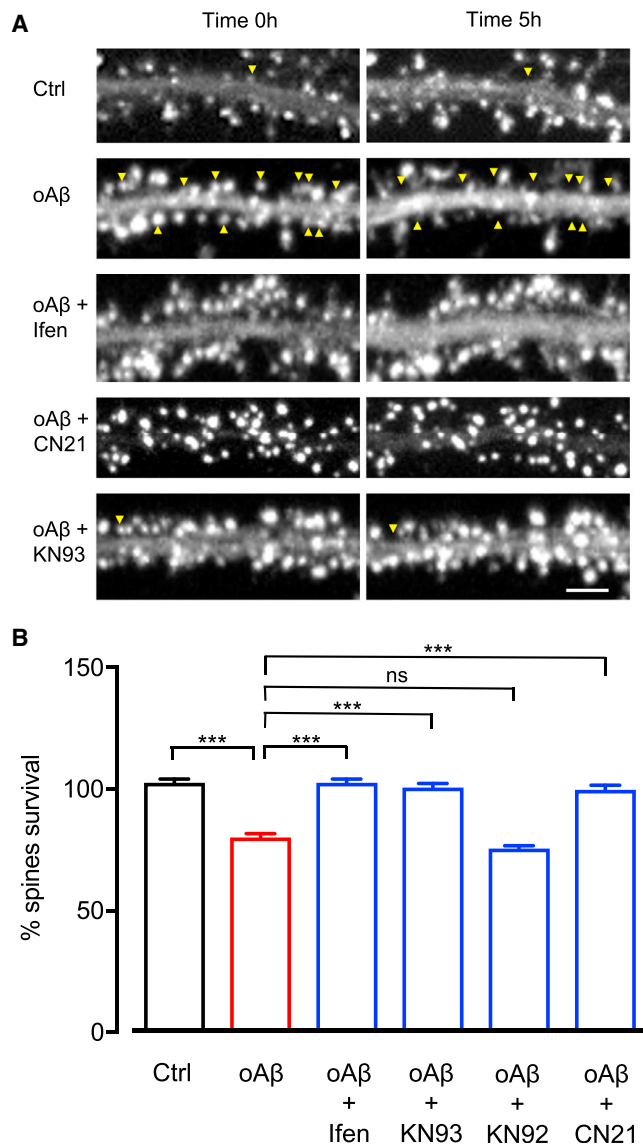 A
Time 0h
Time 5h
Ctrl
oAβ
oAβ +
Ifen
oAβ +
CN21
oAβ +
KN93
B
150
100
50
0
% spines survival
***
ns
***
***
***
Ctrl
oAβ
oAβ
+
Ifen
oAβ
+
KN93
oAβ
+
KN92
oAβ
+
CN21